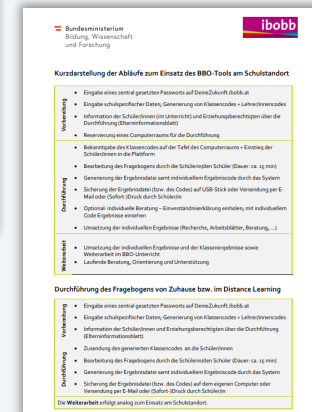 Bundesministerium
Bildung, Wissenschaft
und Forschung
ibobb
Kurzdarstellung der Abläufe zum Einsatz des BBO-Tools am Schulstandort
Vorbereitung
• Eingabe eines zentral gesetzten Passworts auf DeineZukunft.ibobb.at
• Eingabe schulspezifischer Daten, Generierung von Klassencodes + Lehrer/innencodes
• Information der Schüler/innen (im Unterricht) und Erziehungsberechtigten über die
Durchführung (Elterninformationsblatt)
• Reservierung eines Computerraums für die Durchführung
Durchführung
• Bekanntgabe des Klassencodes auf der Tafel des Computerraums + Einstieg der
Schüler/innen in die Plattform
• Bearbeitung des Fragebogens durch die Schülerin/den Schüler (Dauer: ca. 15 min)
• Generierung der Ergebnisdatei samt individuellem Ergebniscode durch das System
• Sicherung der Ergebnisdatei (bzw. des Codes) auf USB-Stick oder Versendung per E-
Mail oder (Sofort-)Druck durch Schüler/in
• Optional: individuelle Beratung – Einverständniserklärung einholen, mit individuellem
Code Ergebnisse einsehen
• Umsetzung der individuellen Ergebnisse (Recherche, Arbeitsblätter, Beratung, ...)
Weiterarbeit
• Umsetzung der individuellen Ergebnisse und der Klassenergebnisse sowie
Weiterarbeit im BBO-Unterricht
• Laufende Beratung, Orientierung und Unterstützung
Durchführung des Fragebogens von Zuhause bzw. im Distance Learning
Vorbereitung
• Eingabe eines zentral gesetzten Passworts auf DeineZukunft.ibobb.at
• Eingabe schulspezifischer Daten, Generierung von Klassencodes + Lehrer/innencodes
• Information der Schüler/innen und Erziehungsberechtigten über die Durchführung
(Elterninformationsblatt)
Durchführung
• Zusendung des generierten Klassencodes an die Schüler/innen
• Bearbeitung des Fragebogens durch die Schülerin/den Schüler (Dauer: ca. 15 min)
• Generierung der Ergebnisdatei samt individuellem Ergebniscode durch das System
• Sicherung der Ergebnisdatei (bzw. des Codes) auf dem eigenen Computer oder
Versendung per E-Mail oder (Sofort-)Druck durch Schüler/in
Die Weiterarbeit erfolgt analog zum Einsatz am Schulstandort.